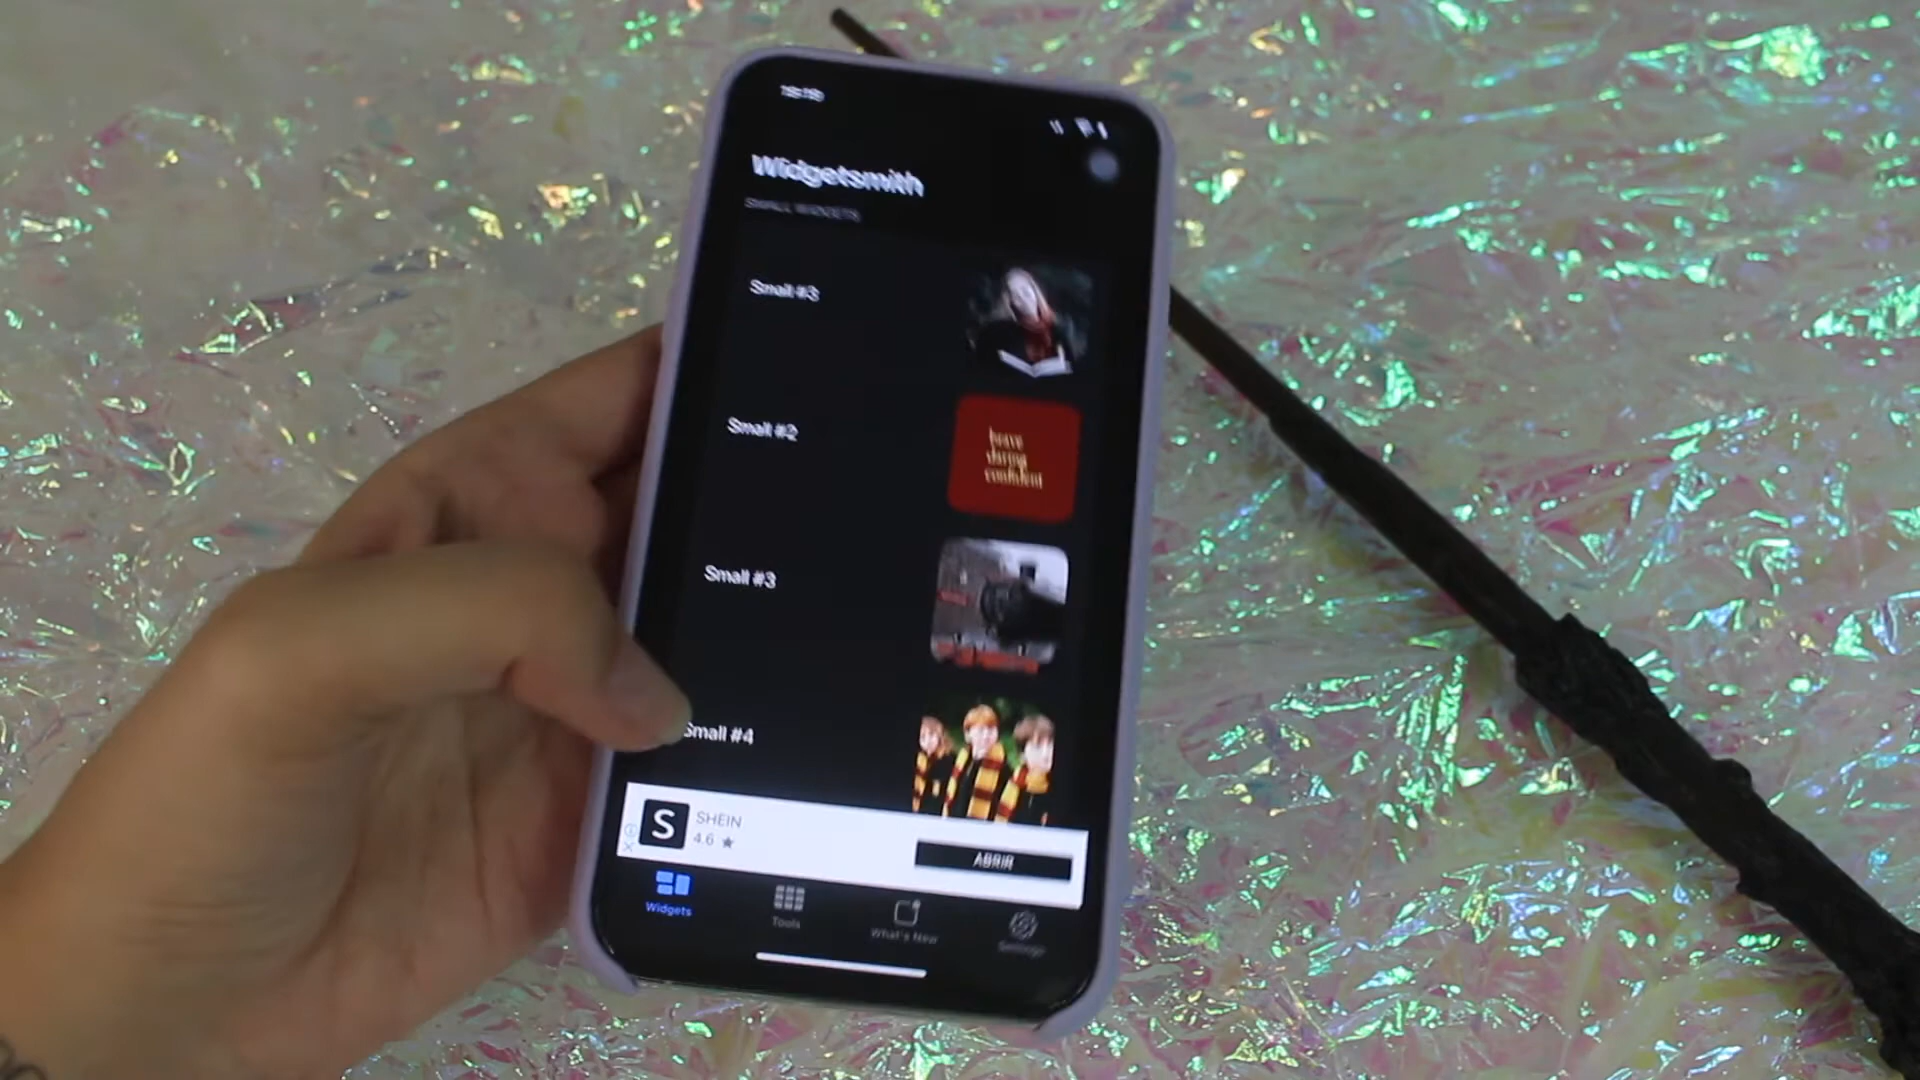 Widgetsmith
SMALL WIDGETS
Small #3
Small #2
brave
daring
confident
Small #3
Small #4
S
SHEIN
4.6 ★
ABRIR
Widgets
Tools
What's New
Settings